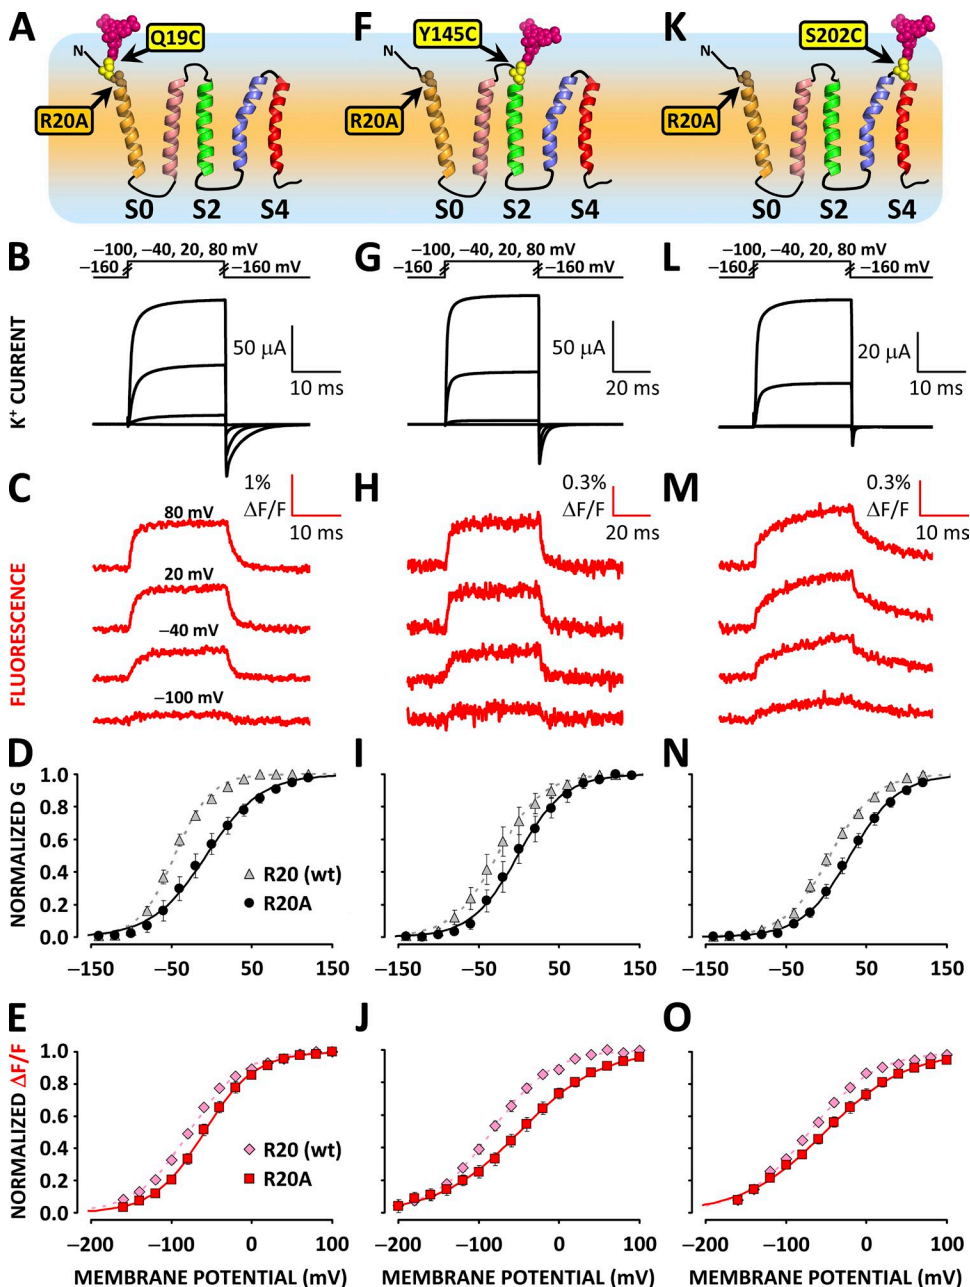 A F K
N Q19C R20A S0 S2 S4
N Y145C R20A S0 S2 S4
N S202C R20A S0 S2 S4
B G L
−100, −40, 20, 80 mV −100, −40, 20, 80 mV −100, −40, 20, 80 mV
−160 −160 mV −160 −160 mV −160 −160 mV
K⁺ CURRENT
50 µA 50 µA 20 µA
10 ms 20 ms 10 ms
C H M
1% 0.3% 0.3%
ΔF/F ΔF/F ΔF/F
10 ms 20 ms 10 ms
FLUORESCENCE
80 mV
20 mV
−40 mV
−100 mV
D I N
NORMALIZED G
1.0
0.8
0.6
0.4
0.2
0.0
R20 (wt)
R20A
−150 −50 50 150 −150 −50 50 150 −150 −50 50 150
E J O
NORMALIZED ΔF/F
1.0
0.8
0.6
0.4
0.2
0.0
R20 (wt)
R20A
−200 −100 0 100 −200 −100 0 100 −200 −100 0 100
MEMBRANE POTENTIAL (mV) MEMBRANE POTENTIAL (mV) MEMBRANE POTENTIAL (mV)